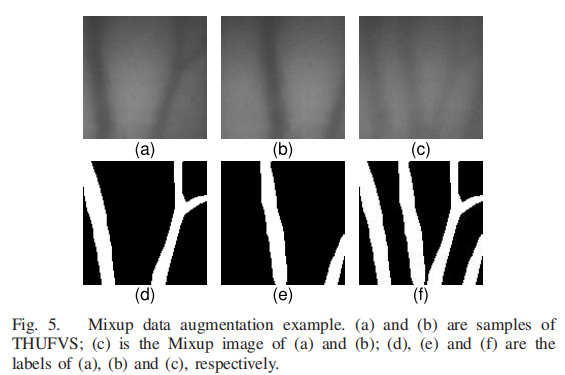 (a) (b) (c)
(d) (e) (f)
Fig. 5. Mixup data augmentation example. (a) and (b) are samples of
THUFVS; (c) is the Mixup image of (a) and (b); (d), (e) and (f) are the
labels of (a), (b) and (c), respectively.